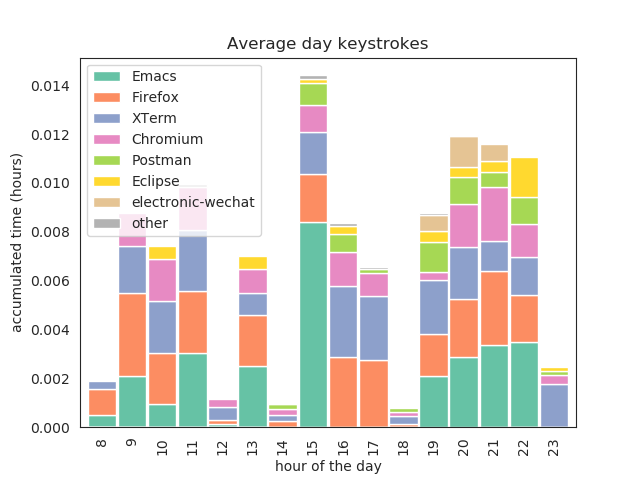 Average day keystrokes
0.014
0.012
0.010
0.008
0.006
0.004
0.002
0.000
accumulated time (hours)
Emacs
Firefox
XTerm
Chromium
Postman
Eclipse
electronic-wechat
other
8 9 10 11 12 13 14 15 16 17 18 19 20 21 22 23
hour of the day